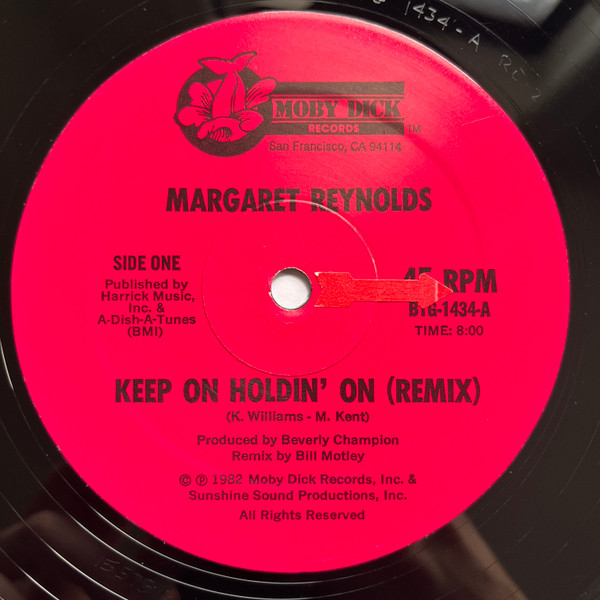 1434-A RE
MOBY DICK
RECORDS
TM
San Francisco, CA 94114
MARGARET REYNOLDS
SIDE ONE
Published by
Harrick Music,
Inc. &
A-Dish-A-Tunes
(BMI)
45 RPM
BTG-1434-A
TIME: 8:00
KEEP ON HOLDIN' ON (REMIX)
(K. Williams - M. Kent)
Produced by Beverly Champion
Remix by Bill Motley
© ℗ 1982 Moby Dick Records, Inc. &
Sunshine Sound Productions, Inc.
All Rights Reserved